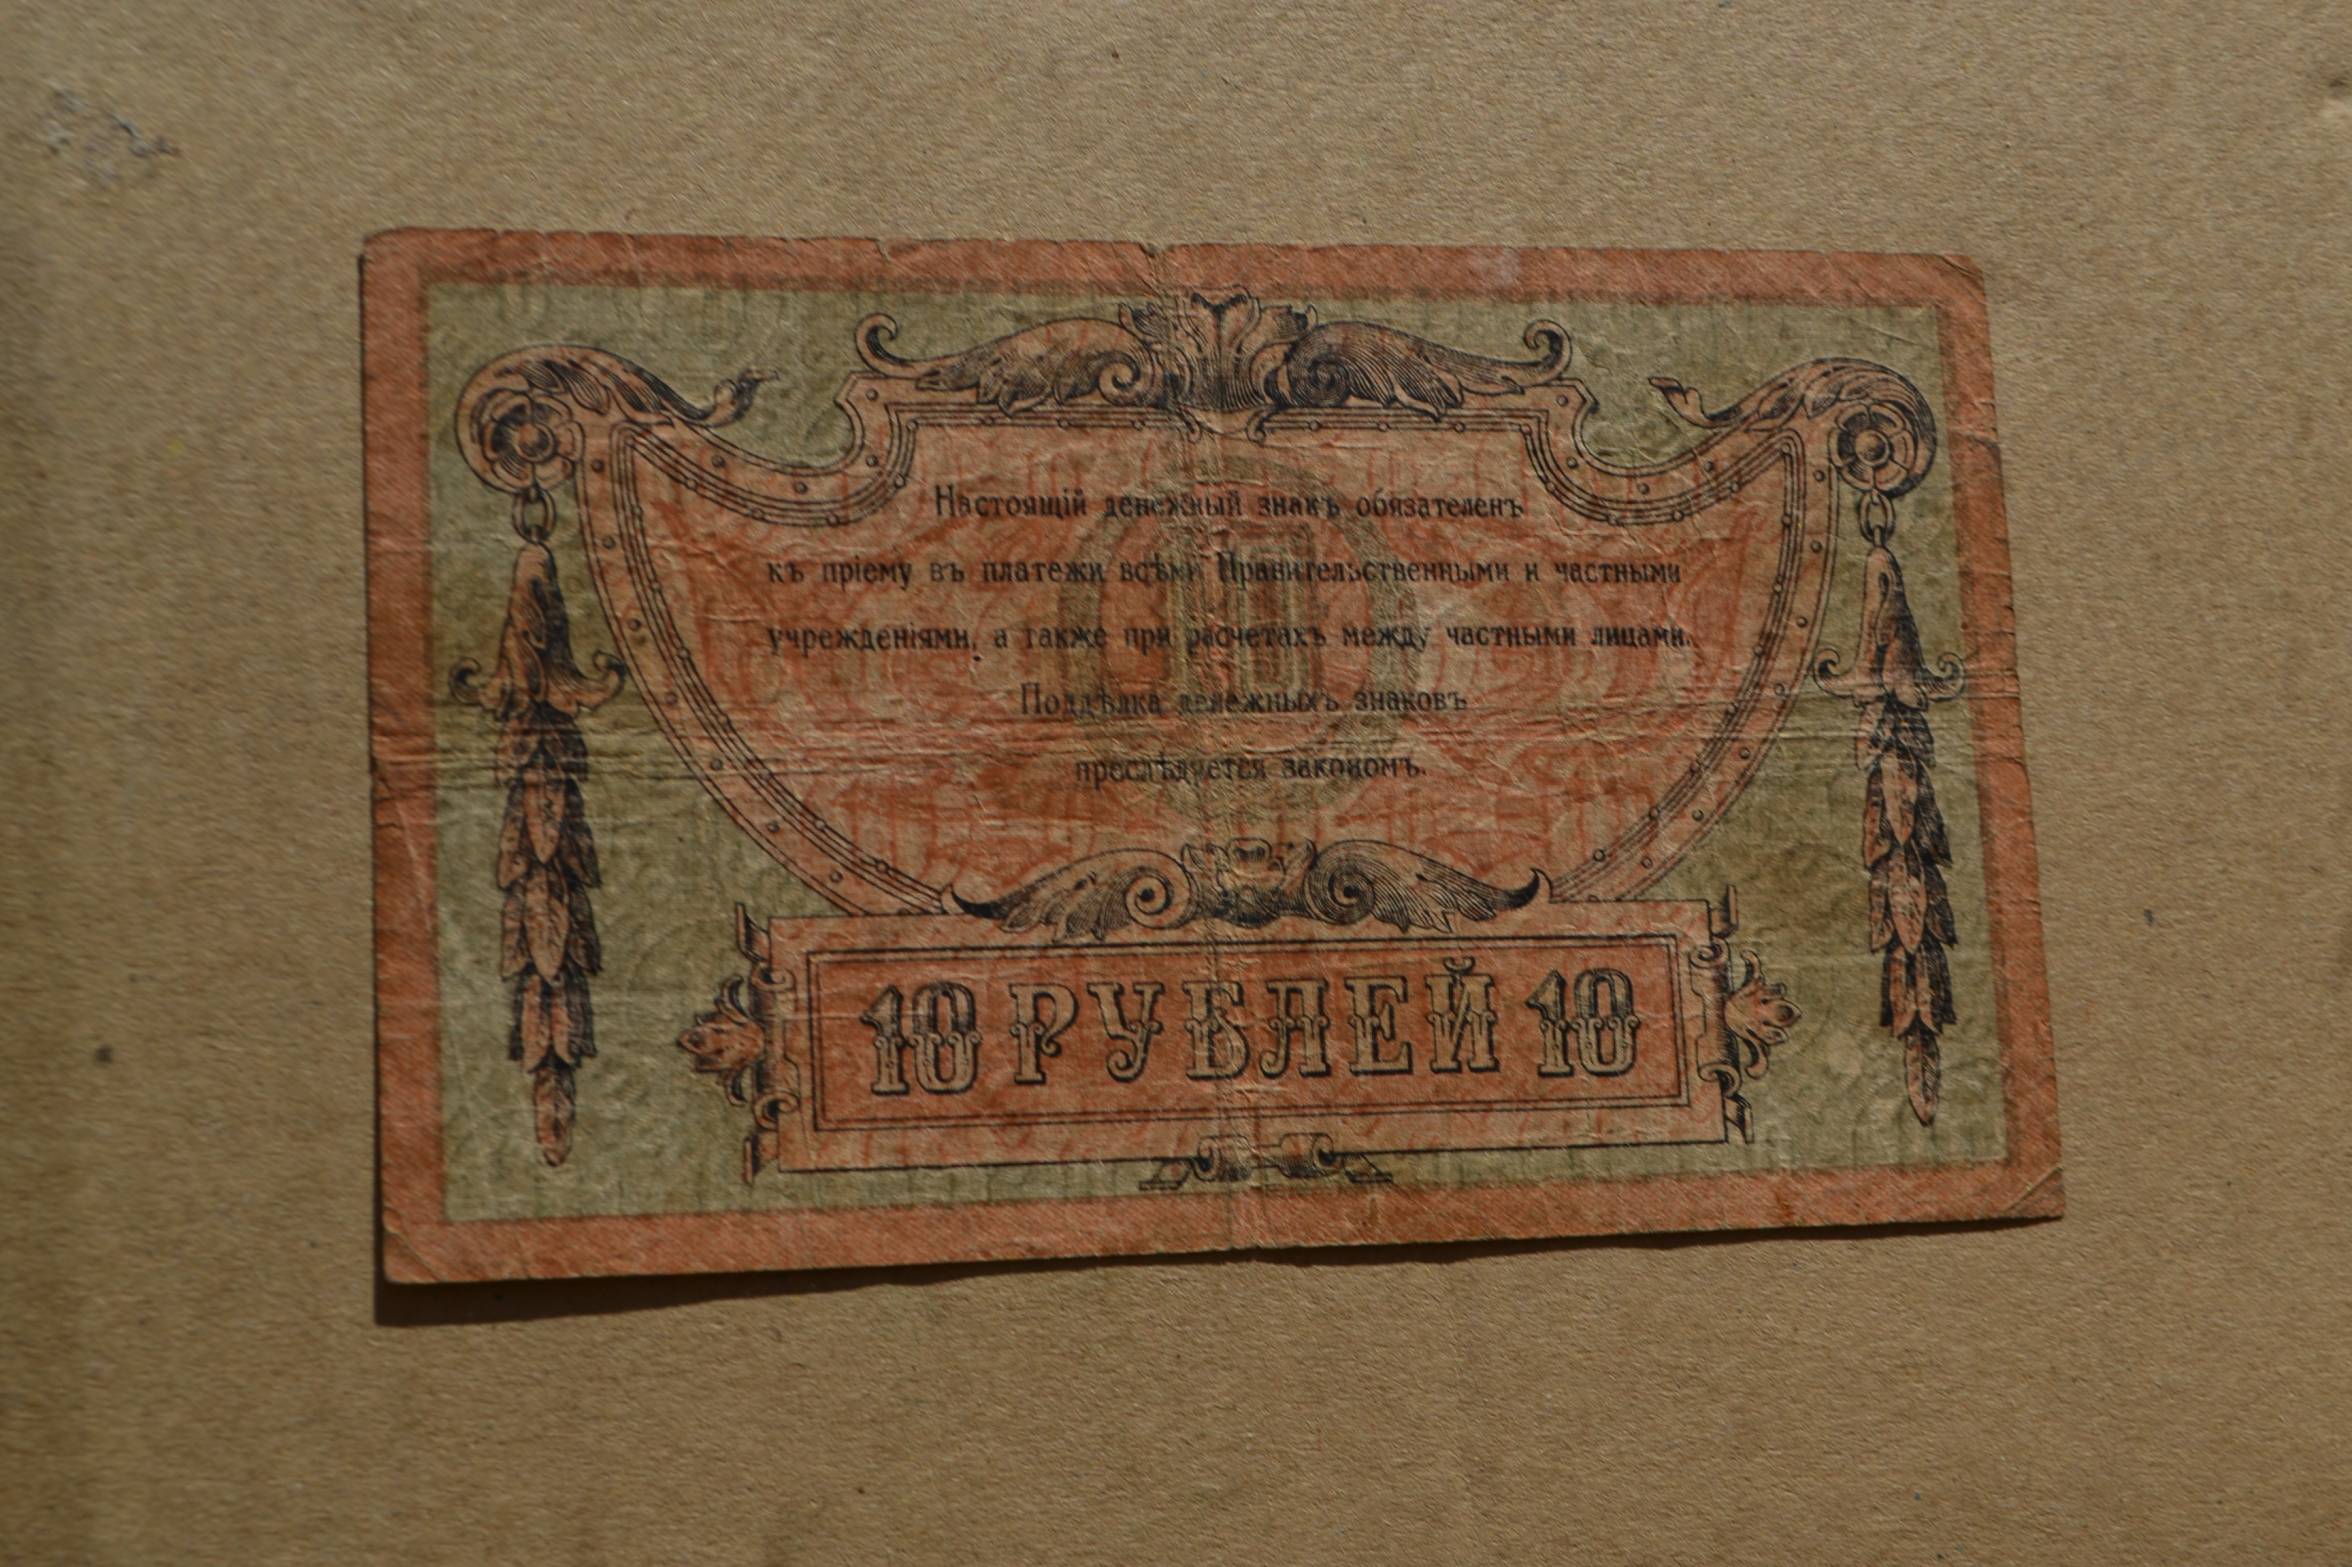 Настоящій денежный знакъ обязателенъ
къ пріему въ платежи всѣми Правительственными и частными
учрежденіями, а также при расчетахъ между частными лицами.
Поддѣлка денежныхъ знаковъ
преслѣдуется закономъ.
10 РУБЛЕЙ 10